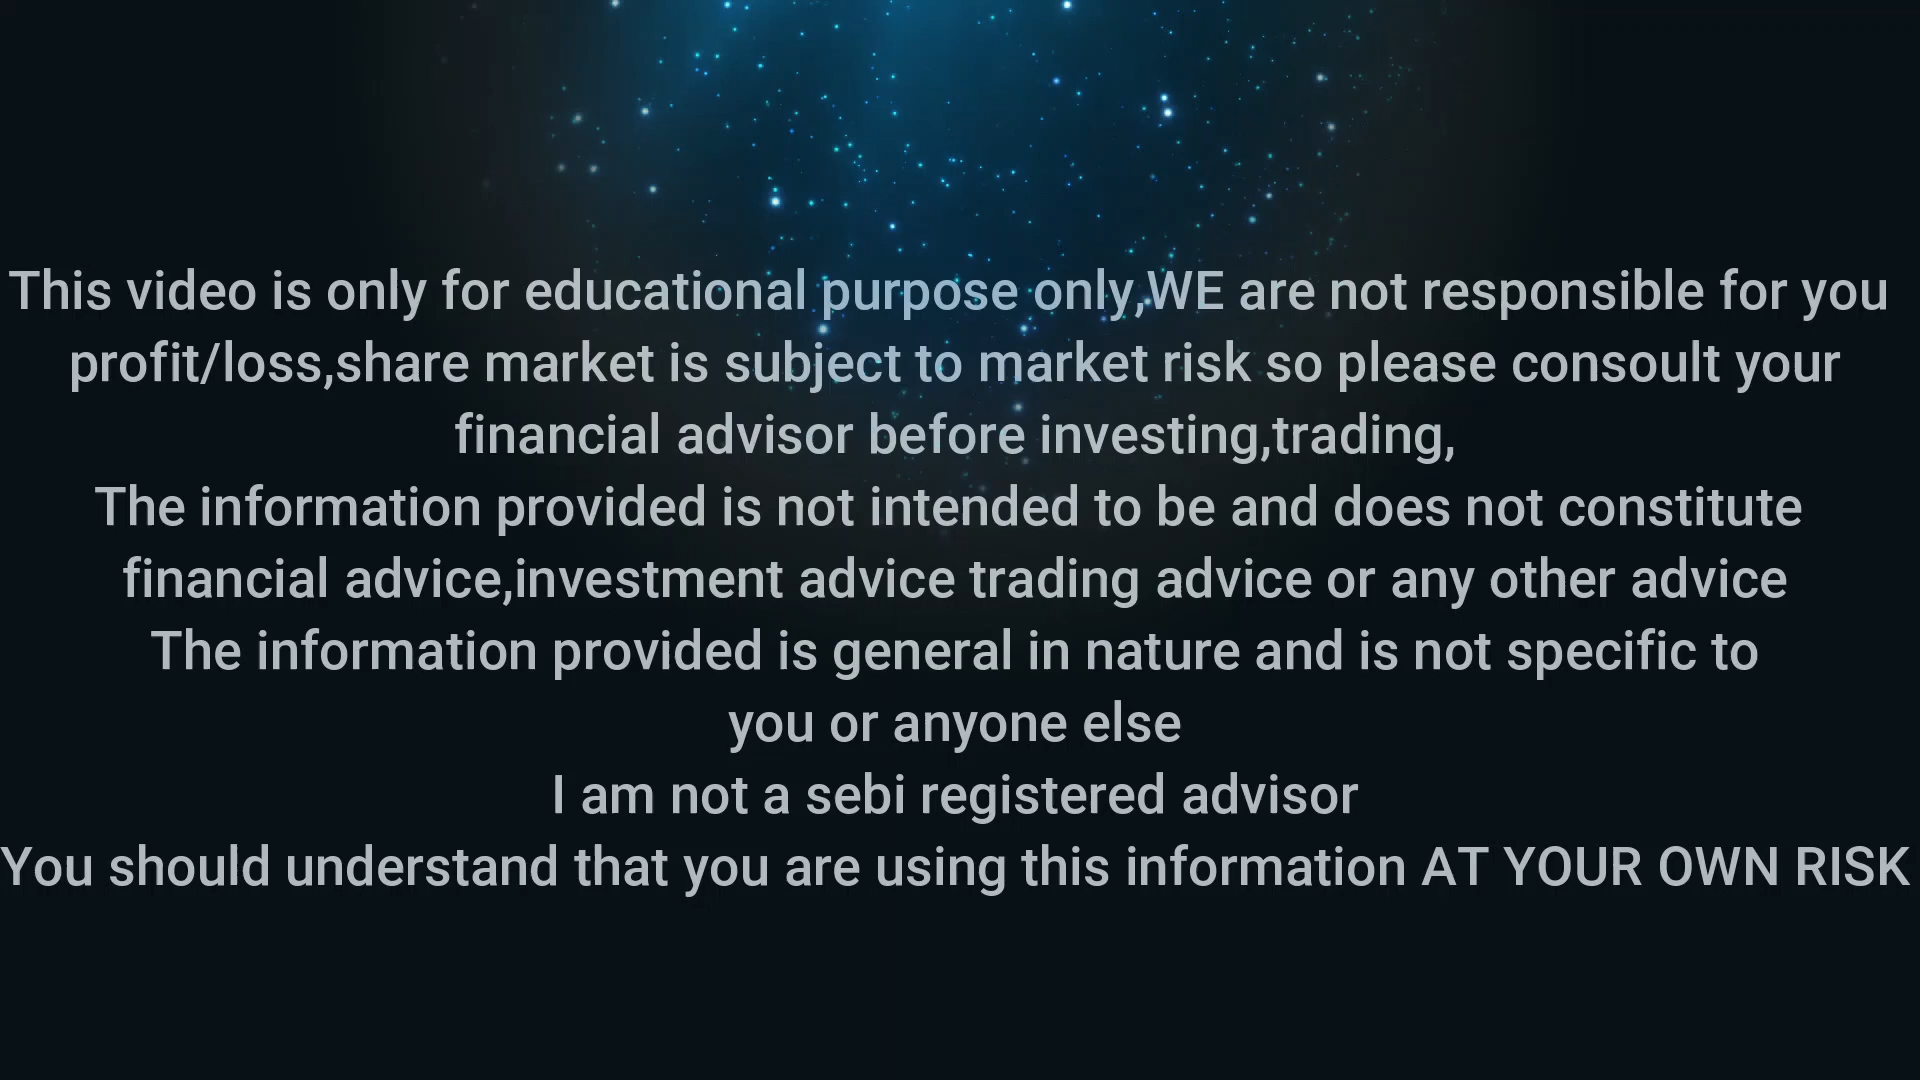 This video is only for educational purpose only,WE are not responsible for you
profit/loss,share market is subject to market risk so please consoult your
financial advisor before investing,trading,
The information provided is not intended to be and does not constitute
financial advice,investment advice trading advice or any other advice
The information provided is general in nature and is not specific to
you or anyone else
I am not a sebi registered advisor
You should understand that you are using this information AT YOUR OWN RISK